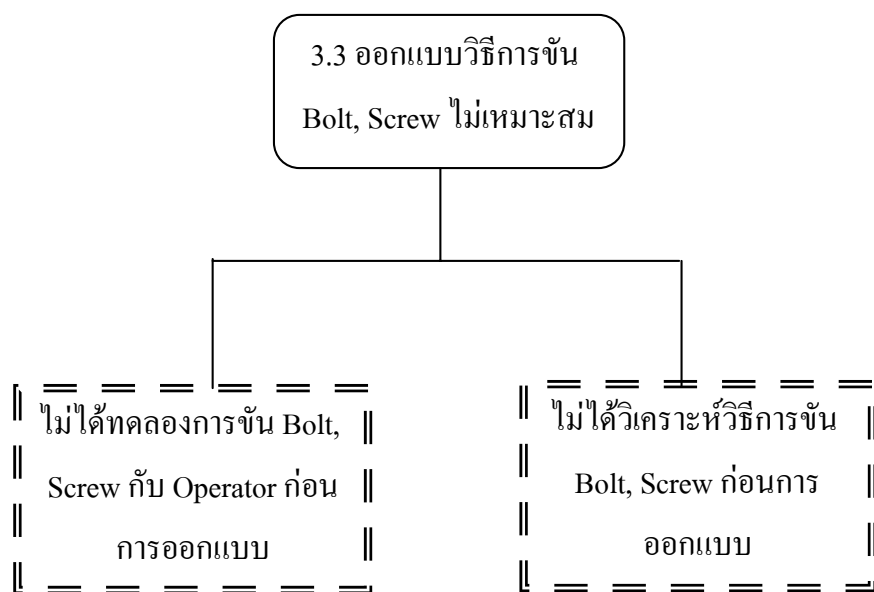 3.3 ออกแบบวิธีการขัน
Bolt, Screw ไม่เหมาะสม
ไม่ได้ทดลองการขัน Bolt,
Screw กับ Operator ก่อน
การออกแบบ
ไม่ได้วิเคราะห์วิธีการขัน
Bolt, Screw ก่อนการ
ออกแบบ